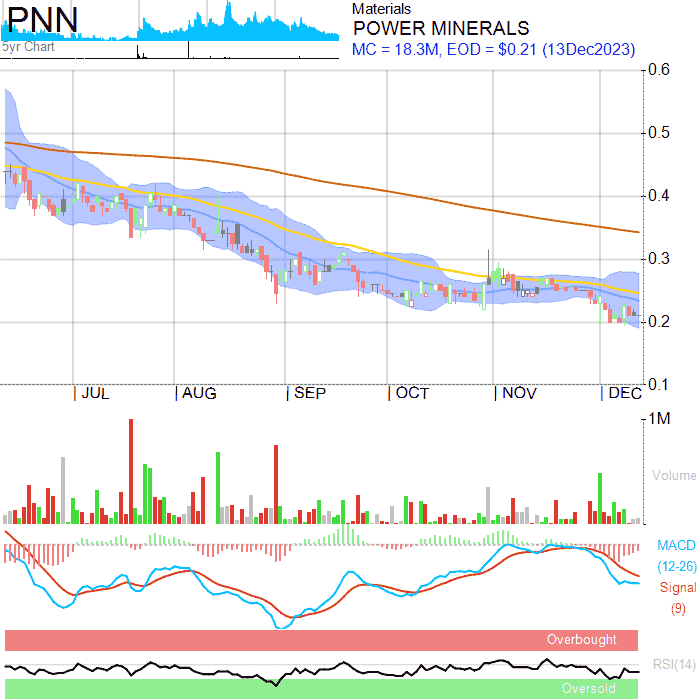 PNN
5yr Chart
Materials
POWER MINERALS
MC = 18.3M, EOD = $0.21 (13Dec2023)
0.6
0.5
0.4
0.3
0.2
0.1
JUL AUG SEP OCT NOV DEC
1M
Volume
MACD
(12-26)
Signal
(9)
Overbought
RSI(14)
Oversold